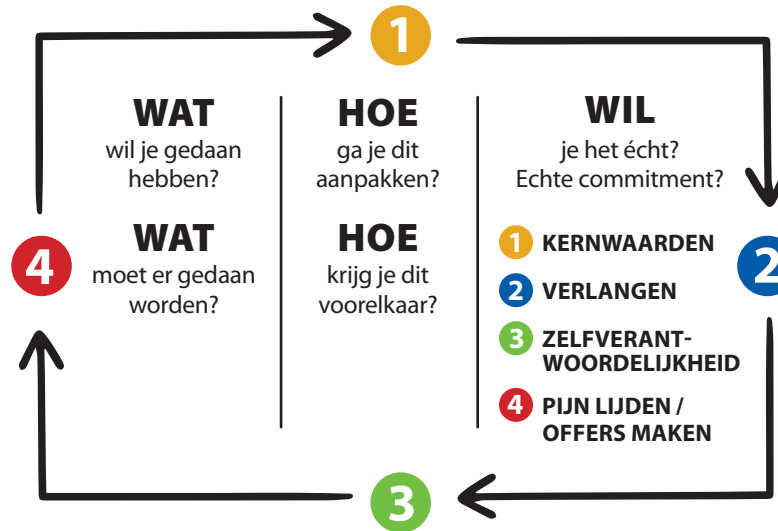 1
WAT
wil je gedaan
hebben?
WAT
moet er gedaan
worden?
HOE
ga je dit
aanpakken?
HOE
krijg je dit
voorelkaar?
WIL
je het écht?
Echte commitment?
1 KERNWAARDEN
2 VERLANGEN
3 ZELFVERANT-
WOORDELIJKHEID
4 PIJN LIJDEN /
OFFERS MAKEN
2
3
4